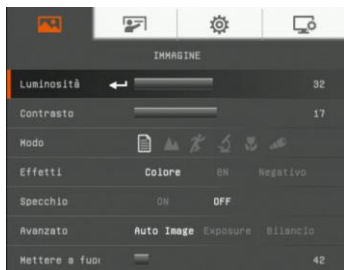 IMMAGINE
Luminosità 32
Contrasto 17
Modo
Effetti Colore BN Negativo
Specchio ON OFF
Avanzato Auto Image Exposure Bilancio
Mettere a fuo 42